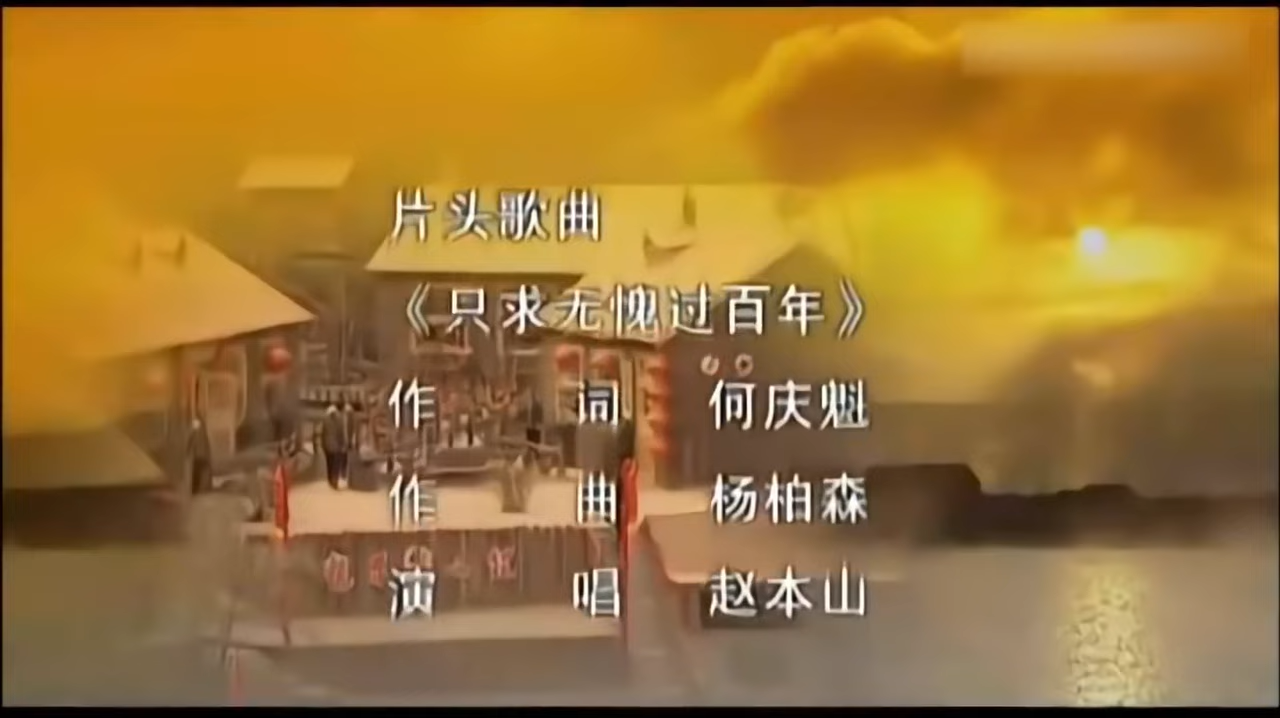 片头歌曲
《只求无愧过百年》
作 词 何庆魁
作 曲 杨柏森
演 唱 赵本山